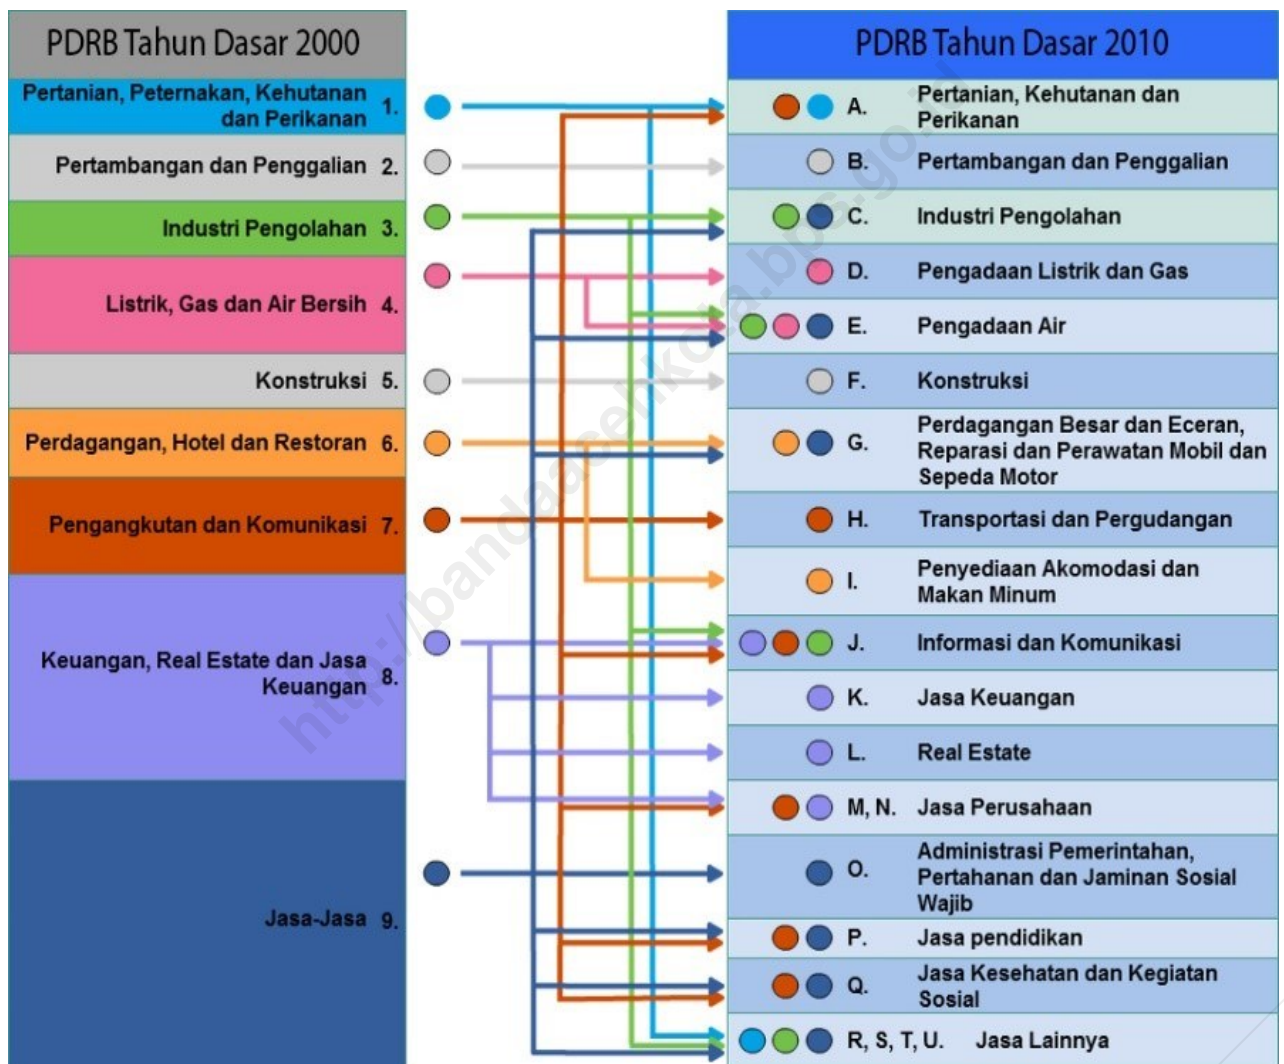 PDRB Tahun Dasar 2000
Pertanian, Peternakan, Kehutanan
dan Perikanan 1.
Pertambangan dan Penggalian 2.
Industri Pengolahan 3.
Listrik, Gas dan Air Bersih 4.
Konstruksi 5.
Perdagangan, Hotel dan Restoran 6.
Pengangkutan dan Komunikasi 7.
Keuangan, Real Estate dan Jasa
Keuangan 8.
Jasa-Jasa 9.
PDRB Tahun Dasar 2010
A. Pertanian, Kehutanan dan
Perikanan
B. Pertambangan dan Penggalian
C. Industri Pengolahan
D. Pengadaan Listrik dan Gas
E. Pengadaan Air
F. Konstruksi
G. Perdagangan Besar dan Eceran,
Reparasi dan Perawatan Mobil dan
Sepeda Motor
H. Transportasi dan Pergudangan
I. Penyediaan Akomodasi dan
Makan Minum
J. Informasi dan Komunikasi
K. Jasa Keuangan
L. Real Estate
M, N. Jasa Perusahaan
O. Administrasi Pemerintahan,
Pertahanan dan Jaminan Sosial
Wajib
P. Jasa pendidikan
Q. Jasa Kesehatan dan Kegiatan
Sosial
R, S, T, U. Jasa Lainnya
http://bandaacehkota.bps.go.id